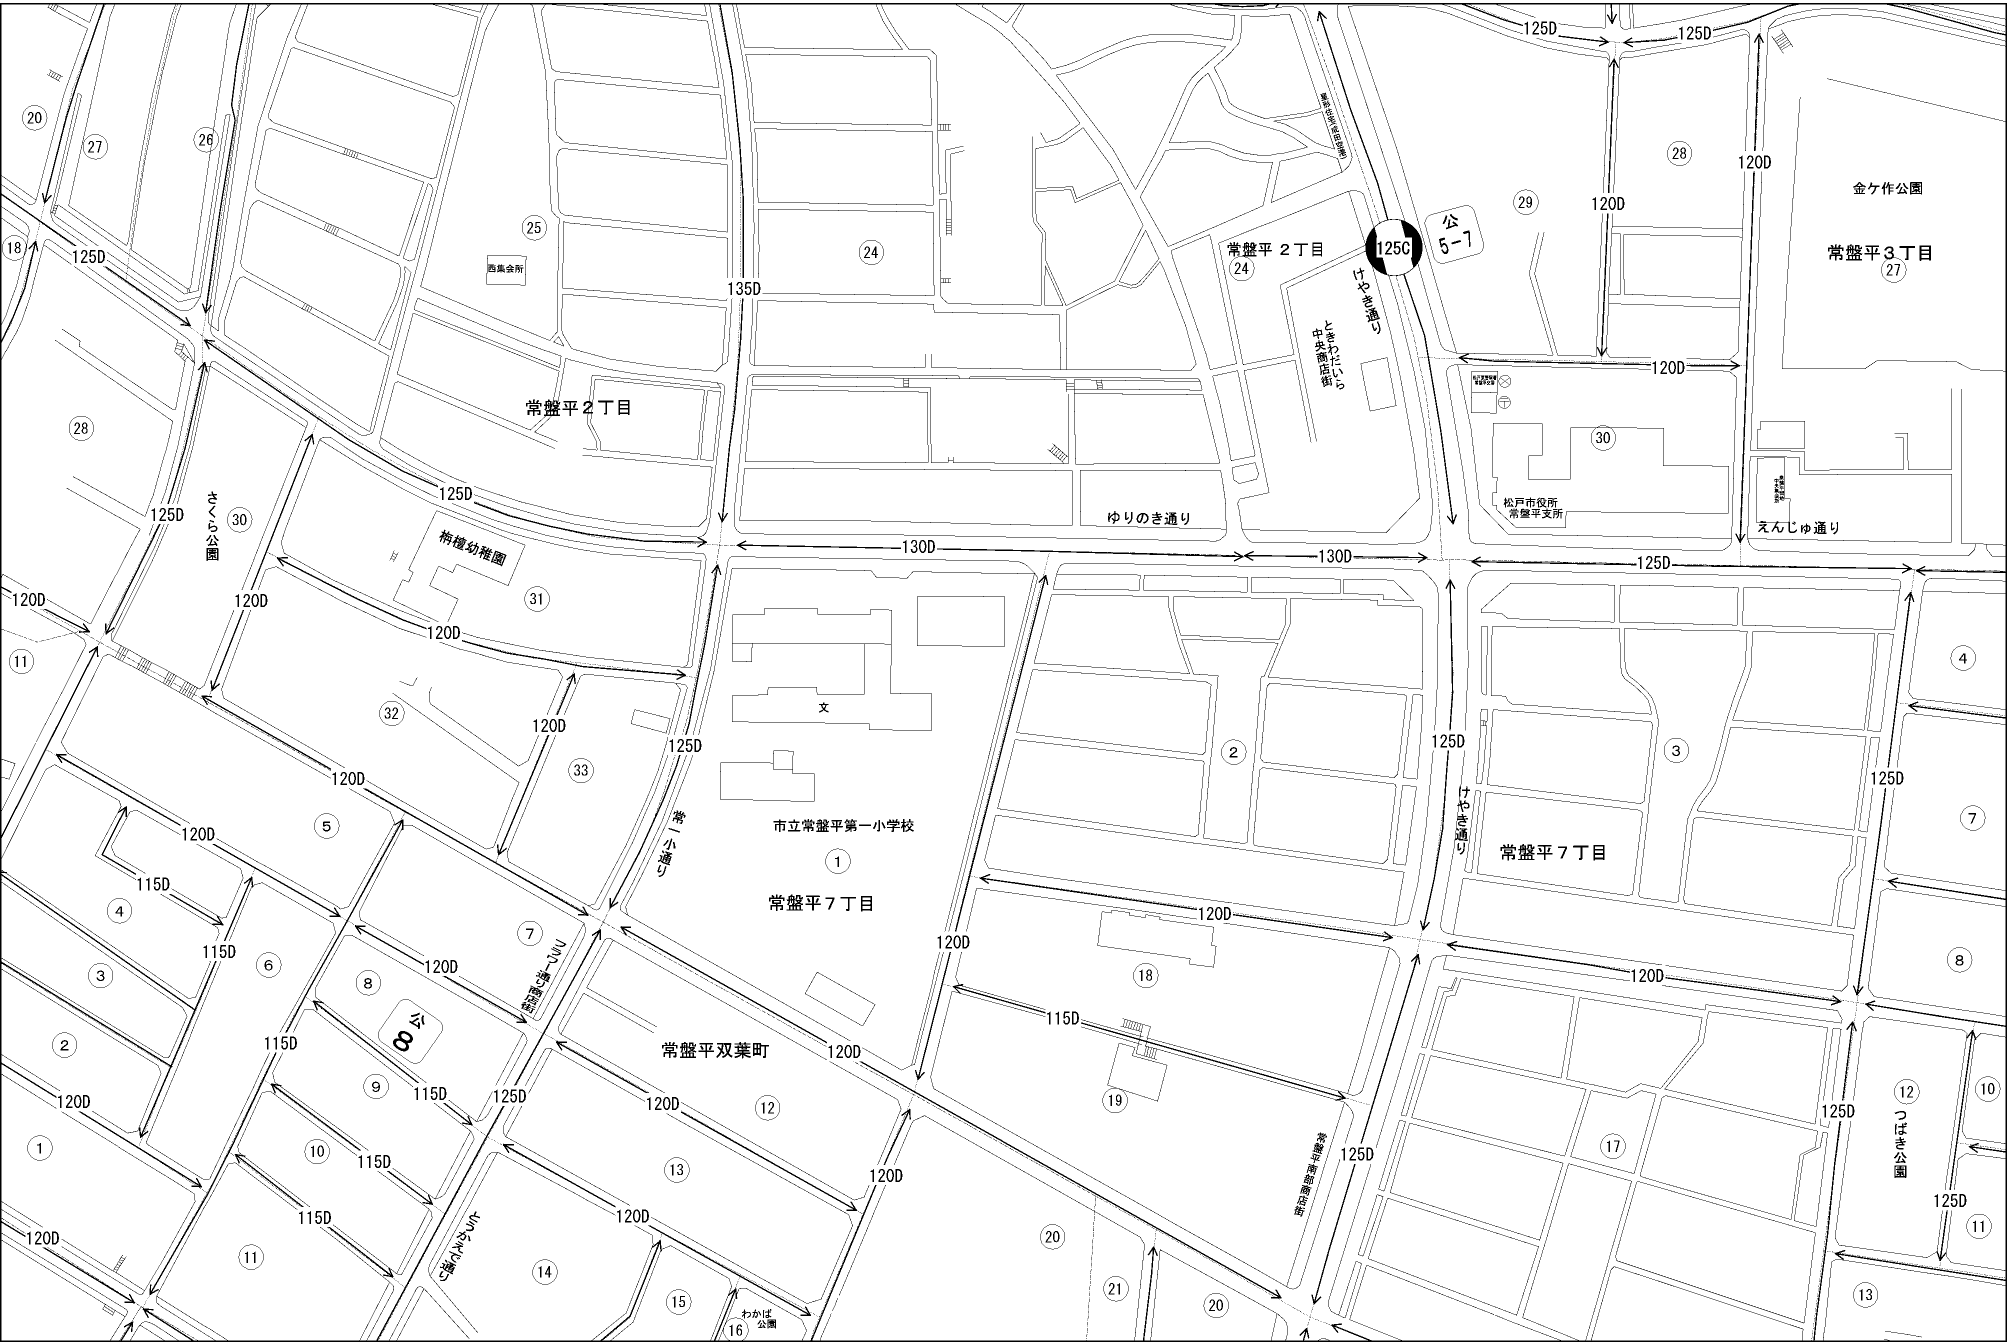 125D
125D
20
27
26
28
120D
120D
金ケ作公園
29
公
5-7
125C
常盤平３丁目
27
18
125D
25
西集会所
24
135D
常盤平２丁目
24
けやき通り
ときわだいら
中央商店街
120D
常盤平２丁目
28
30
松戸市役所
常盤平支所
125D
さくら公園
30
125D
ゆりのき通り
えんじゅ通り
栴檀幼稚園
130D
130D
125D
120D
120D
31
120D
11
4
32
文
120D
125D
33
2
125D
3
125D
120D
常一小通り
5
120D
市立常盤平第一小学校
1
けやき通り
常盤平７丁目
7
115D
4
常盤平７丁目
120D
7
フラワー通り商店街
115D
3
6
120D
8
120D
18
120D
8
公
8
2
115D
115D
常盤平双葉町
120D
9
115D
125D
120D
12
19
120D
1
10
115D
13
120D
125D
常盤平南部商店街
17
125D
12
つばき公園
10
115D
120D
とうかえで通り
125D
11
120D
11
14
20
21
20
15
わかば
公園
16
13